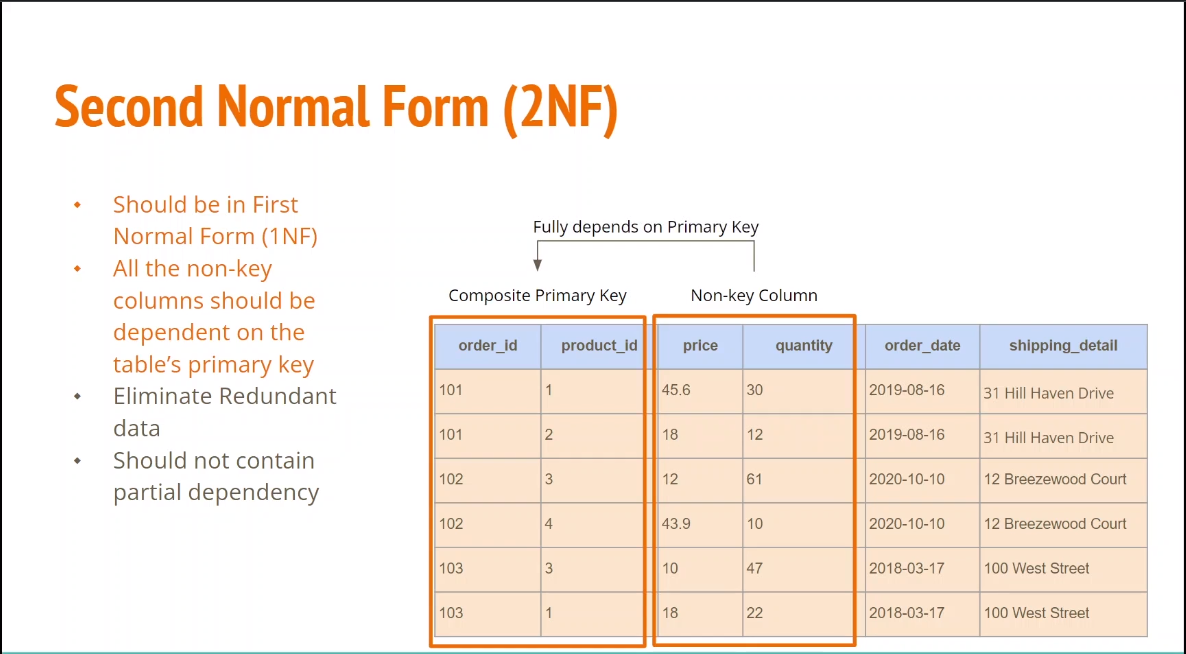 Second Normal Form (2NF)
Should be in First
Normal Form (1NF)
All the non-key
columns should be
dependent on the
table's primary key
Eliminate Redundant
data
Should not contain
partial dependency
Fully depends on Primary Key
Composite Primary Key Non-key Column
order_id product_id price quantity order_date shipping_detail
101 1 45.6 30 2019-08-16 31 Hill Haven Drive
101 2 18 12 2019-08-16 31 Hill Haven Drive
102 3 12 61 2020-10-10 12 Breezewood Court
102 4 43.9 10 2020-10-10 12 Breezewood Court
103 3 10 47 2018-03-17 100 West Street
103 1 18 22 2018-03-17 100 West Street